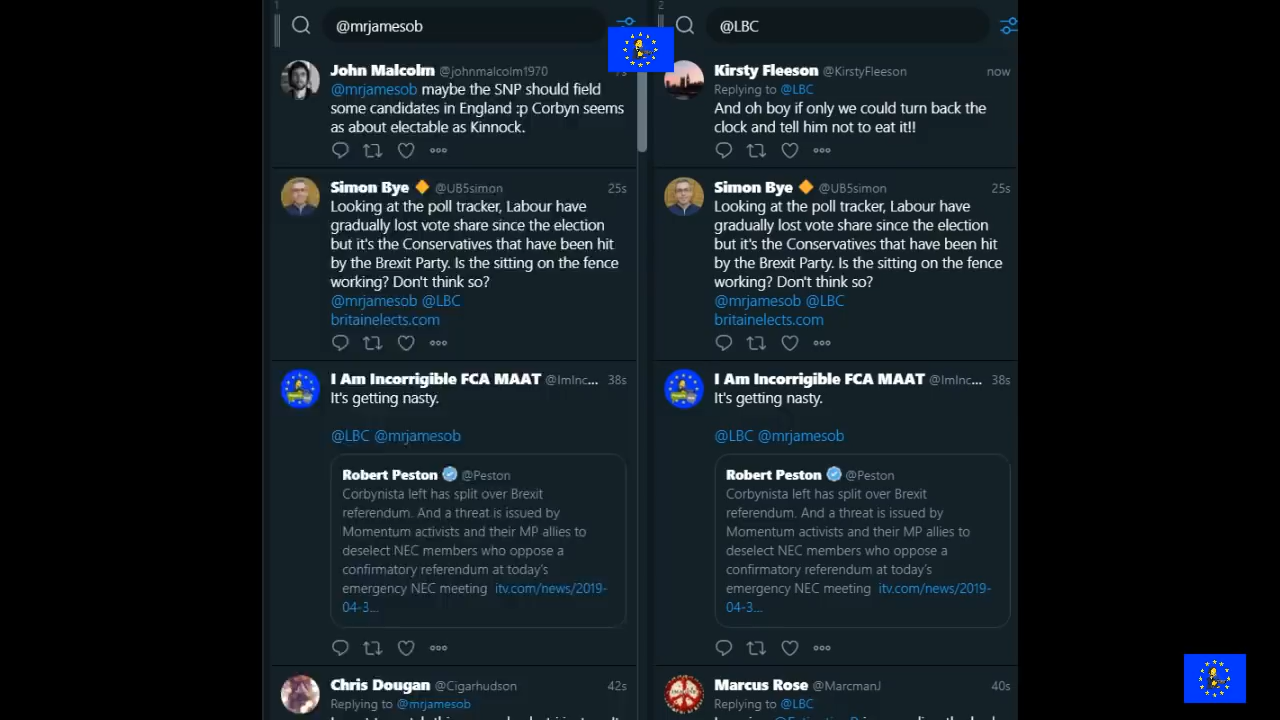 1
@mrjamesob
John Malcolm @johnmalcolm1970 7s
@mrjamesob maybe the SNP should field
some candidates in England :p Corbyn seems
as about electable as Kinnock.
Simon Bye @UB5simon 25s
Looking at the poll tracker, Labour have
gradually lost vote share since the election
but it's the Conservatives that have been hit
by the Brexit Party. Is the sitting on the fence
working? Don't think so?
@mrjamesob @LBC
britainelects.com
I Am Incorrigible FCA MAAT @ImInc... 38s
It's getting nasty.
@LBC @mrjamesob
Robert Peston @Peston
Corbynista left has split over Brexit
referendum. And a threat is issued by
Momentum activists and their MP allies to
deselect NEC members who oppose a
confirmatory referendum at today's
emergency NEC meeting itv.com/news/2019-
04-3...
Chris Dougan @Cigarhudson 42s
Replying to @mrjamesob
2
@LBC
Kirsty Fleeson @KirstyFleeson now
Replying to @LBC
And oh boy if only we could turn back the
clock and tell him not to eat it!!
Simon Bye @UB5simon 25s
Looking at the poll tracker, Labour have
gradually lost vote share since the election
but it's the Conservatives that have been hit
by the Brexit Party. Is the sitting on the fence
working? Don't think so?
@mrjamesob @LBC
britainelects.com
I Am Incorrigible FCA MAAT @ImInc... 38s
It's getting nasty.
@LBC @mrjamesob
Robert Peston @Peston
Corbynista left has split over Brexit
referendum. And a threat is issued by
Momentum activists and their MP allies to
deselect NEC members who oppose a
confirmatory referendum at today's
emergency NEC meeting itv.com/news/2019-
04-3...
Marcus Rose @MarcmanJ 40s
Replying to @LBC